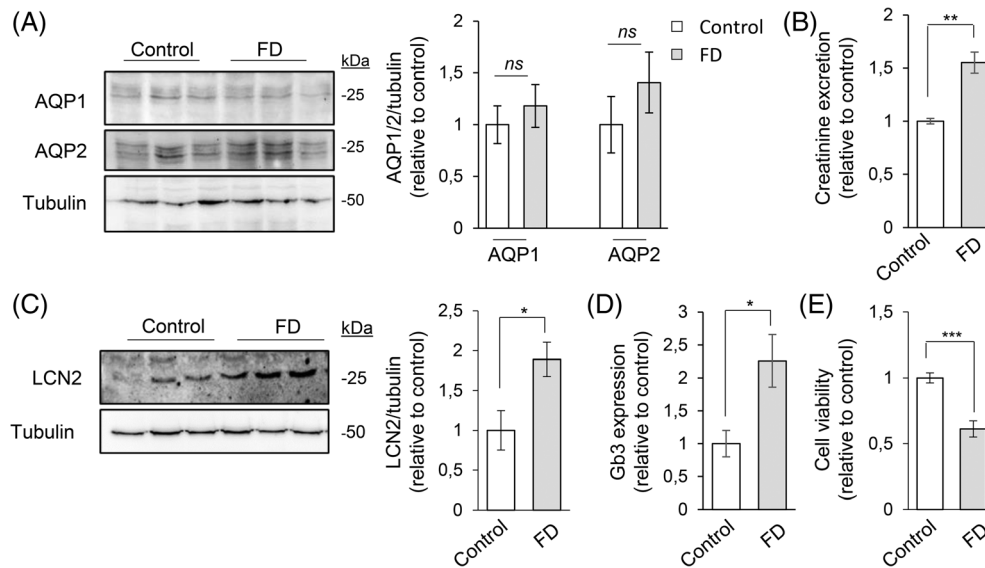 (A)
Control FD
kDa
AQP1
-25
AQP2
-25
Tubulin
-50
AQP1/2/tubulin
(relative to control)
2
1,5
1
0,5
0
ns
ns
AQP1
AQP2
Control
FD
(B)
Creatinine excretion
(relative to control)
2
1,5
1
0,5
0
**
Control
FD
(C)
Control FD
kDa
LCN2
-25
Tubulin
-50
LCN2/tubulin
(relative to control)
2,5
2
1,5
1
0,5
0
*
Control
FD
(D)
Gb3 expression
(relative to control)
3
2,5
2
1,5
1
0,5
0
*
Control
FD
(E)
Cell viability
(relative to control)
1,5
1
0,5
0
***
Control
FD